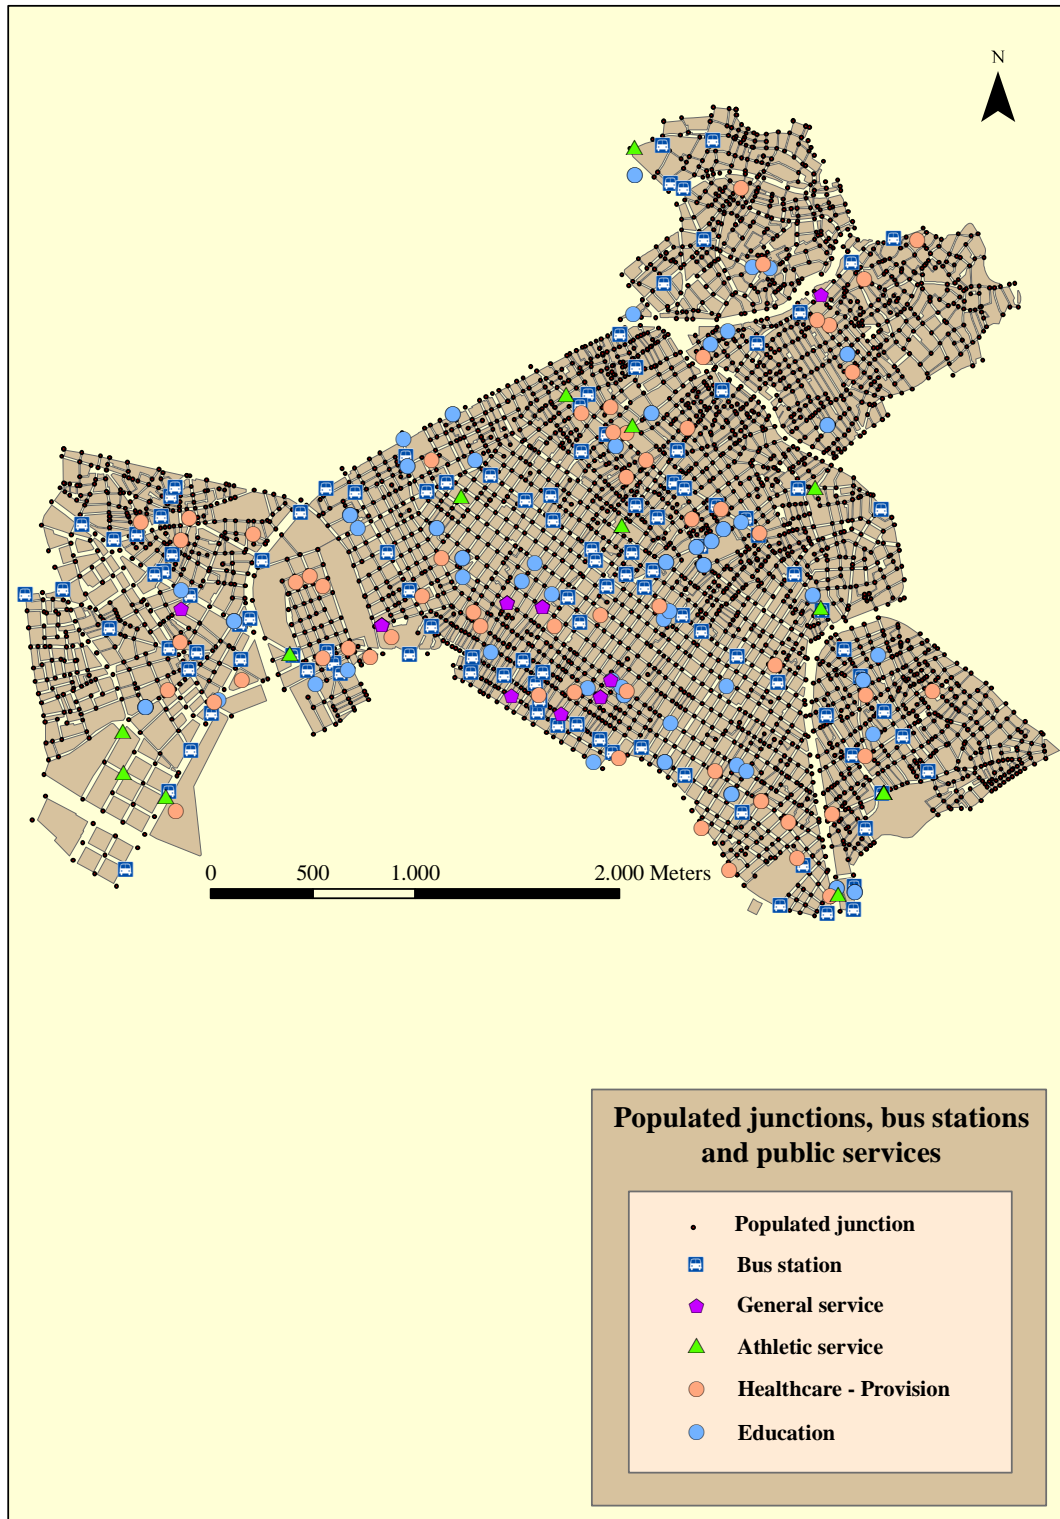 N
0 500 1.000 2.000 Meters
Populated junctions, bus stations
and public services
Populated junction
Bus station
General service
Athletic service
Healthcare - Provision
Education